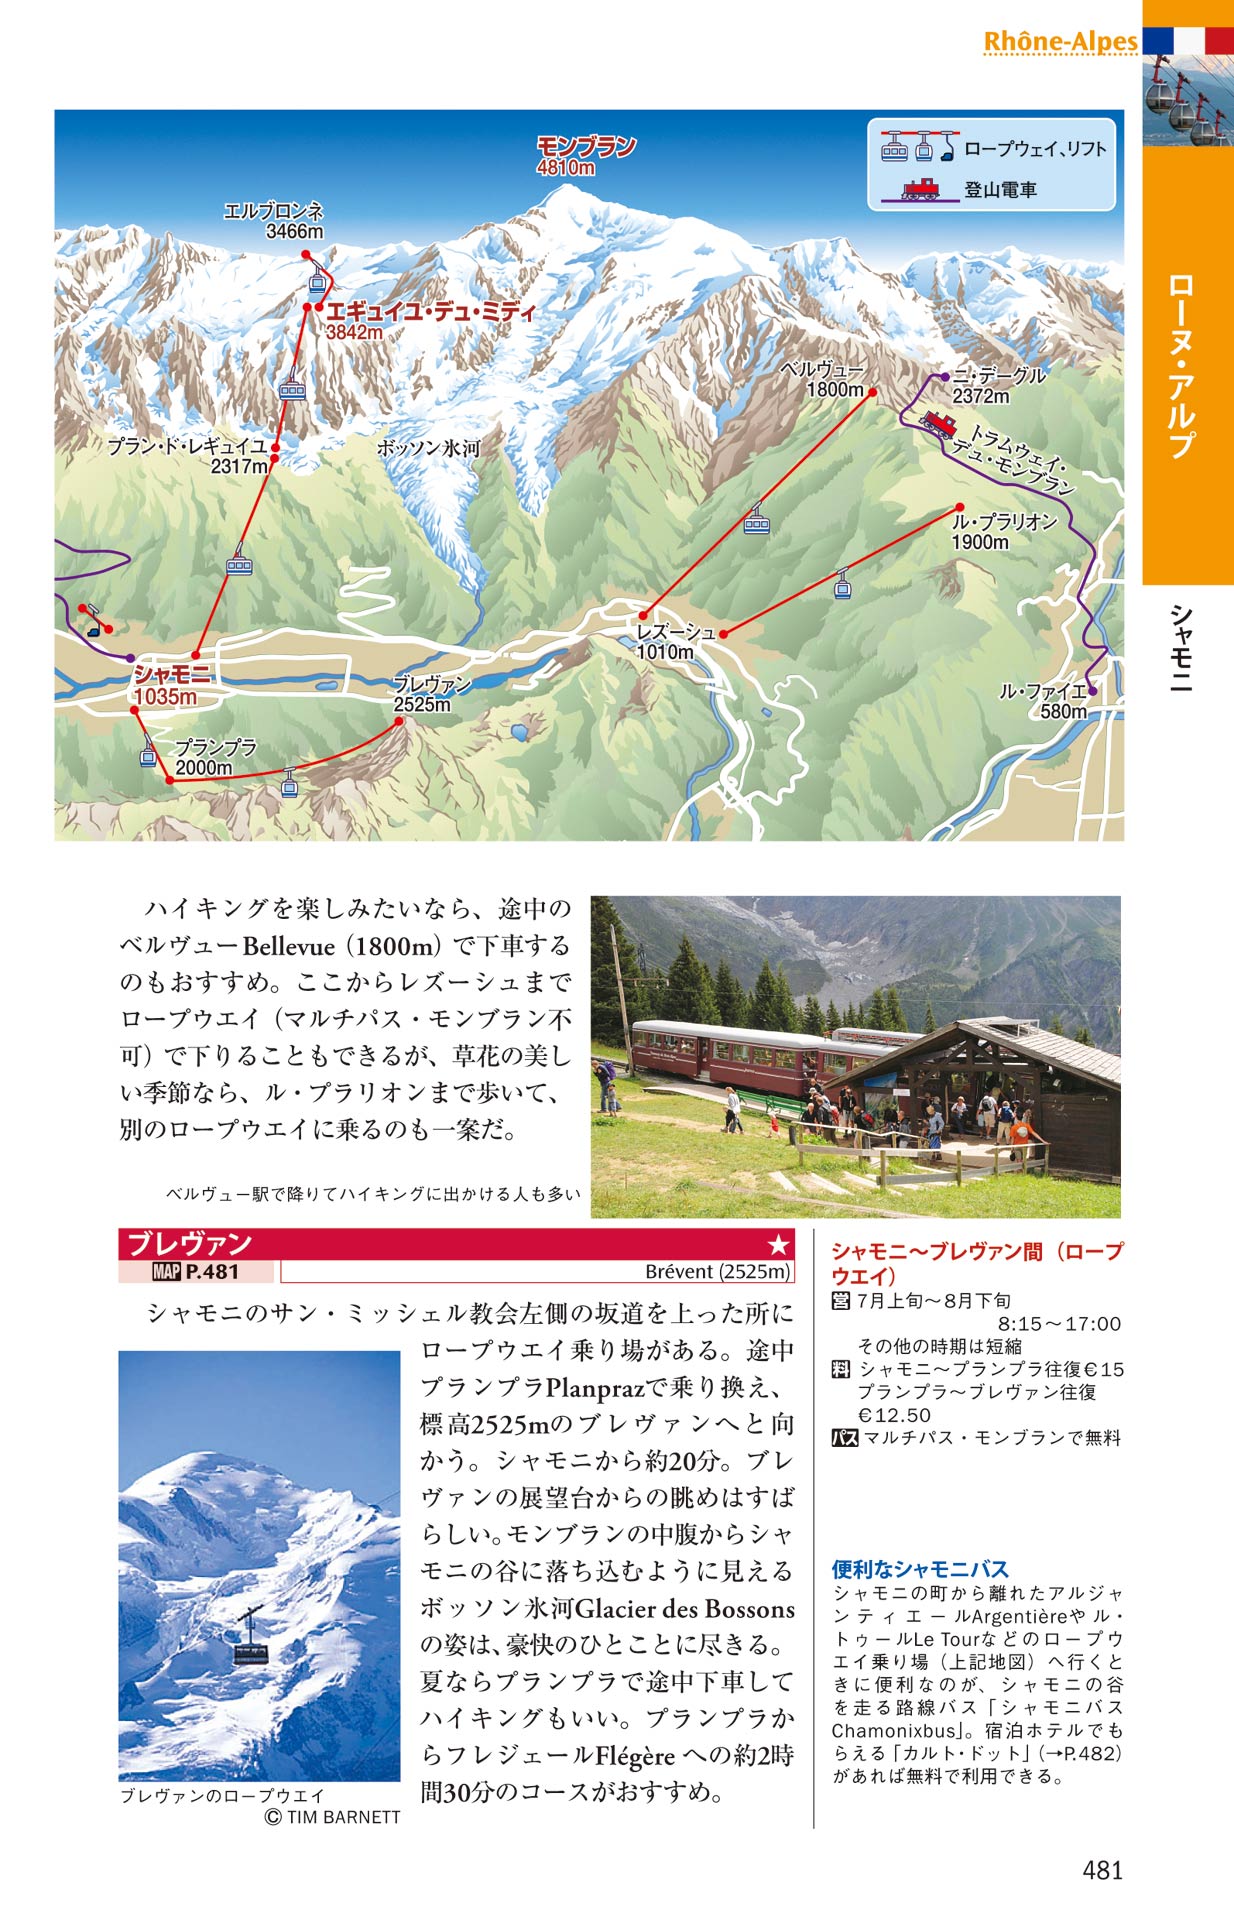 Rhône-Alpes
ローヌ・アルプ
シャモニ
ロープウェイ、リフト
登山電車
モンブラン
4810m
エルブロンネ
3466m
エギュイユ・デュ・ミディ
3842m
ベルヴュー
1800m
ニ・デーグル
2372m
トラムウェイ・
デュ・モンブラン
プラン・ド・レギュイユ
2317m
ボッソン氷河
ル・プラリオン
1900m
レズーシュ
1010m
シャモニ
1035m
ブレヴァン
2525m
ル・ファイエ
580m
プランプラ
2000m
ハイキングを楽しみたいなら、途中の
ベルヴューBellevue（1800m）で下車する
のもおすすめ。ここからレズーシュまで
ロープウエイ（マルチパス・モンブラン不
可）で下りることもできるが、草花の美し
い季節なら、ル・プラリオンまで歩いて、
別のロープウエイに乗るのも一案だ。
ベルヴュー駅で降りてハイキングに出かける人も多い
ブレヴァン ★
MAP P.481 Brévent (2525m)
シャモニのサン・ミッシェル教会左側の坂道を上った所に
ロープウエイ乗り場がある。途中
プランプラPlanprazで乗り換え、
標高2525mのブレヴァンへと向
かう。シャモニから約20分。ブレ
ヴァンの展望台からの眺めはすば
らしい。モンブランの中腹からシャ
モニの谷に落ち込むように見える
ボッソン氷河Glacier des Bossons
の姿は、豪快のひとことに尽きる。
夏ならプランプラで途中下車して
ハイキングもいい。プランプラか
らフレジェールFlégère への約2時
間30分のコースがおすすめ。
ブレヴァンのロープウエイ
© TIM BARNETT
シャモニ～ブレヴァン間（ロープ
ウエイ）
営 7月上旬～8月下旬
8:15～17:00
その他の時期は短縮
料 シャモニ～プランプラ往復€15
プランプラ～ブレヴァン往復
€12.50
パス マルチパス・モンブランで無料
便利なシャモニバス
シャモニの町から離れたアルジャ
ンティエールArgentièreやル・
トゥールLe Tourなどのロープウ
エイ乗り場（上記地図）へ行くと
きに便利なのが、シャモニの谷
を走る路線バス「シャモニバス
Chamonixbus」。宿泊ホテルでも
らえる「カルト・ドット」（→P.482）
があれば無料で利用できる。
481